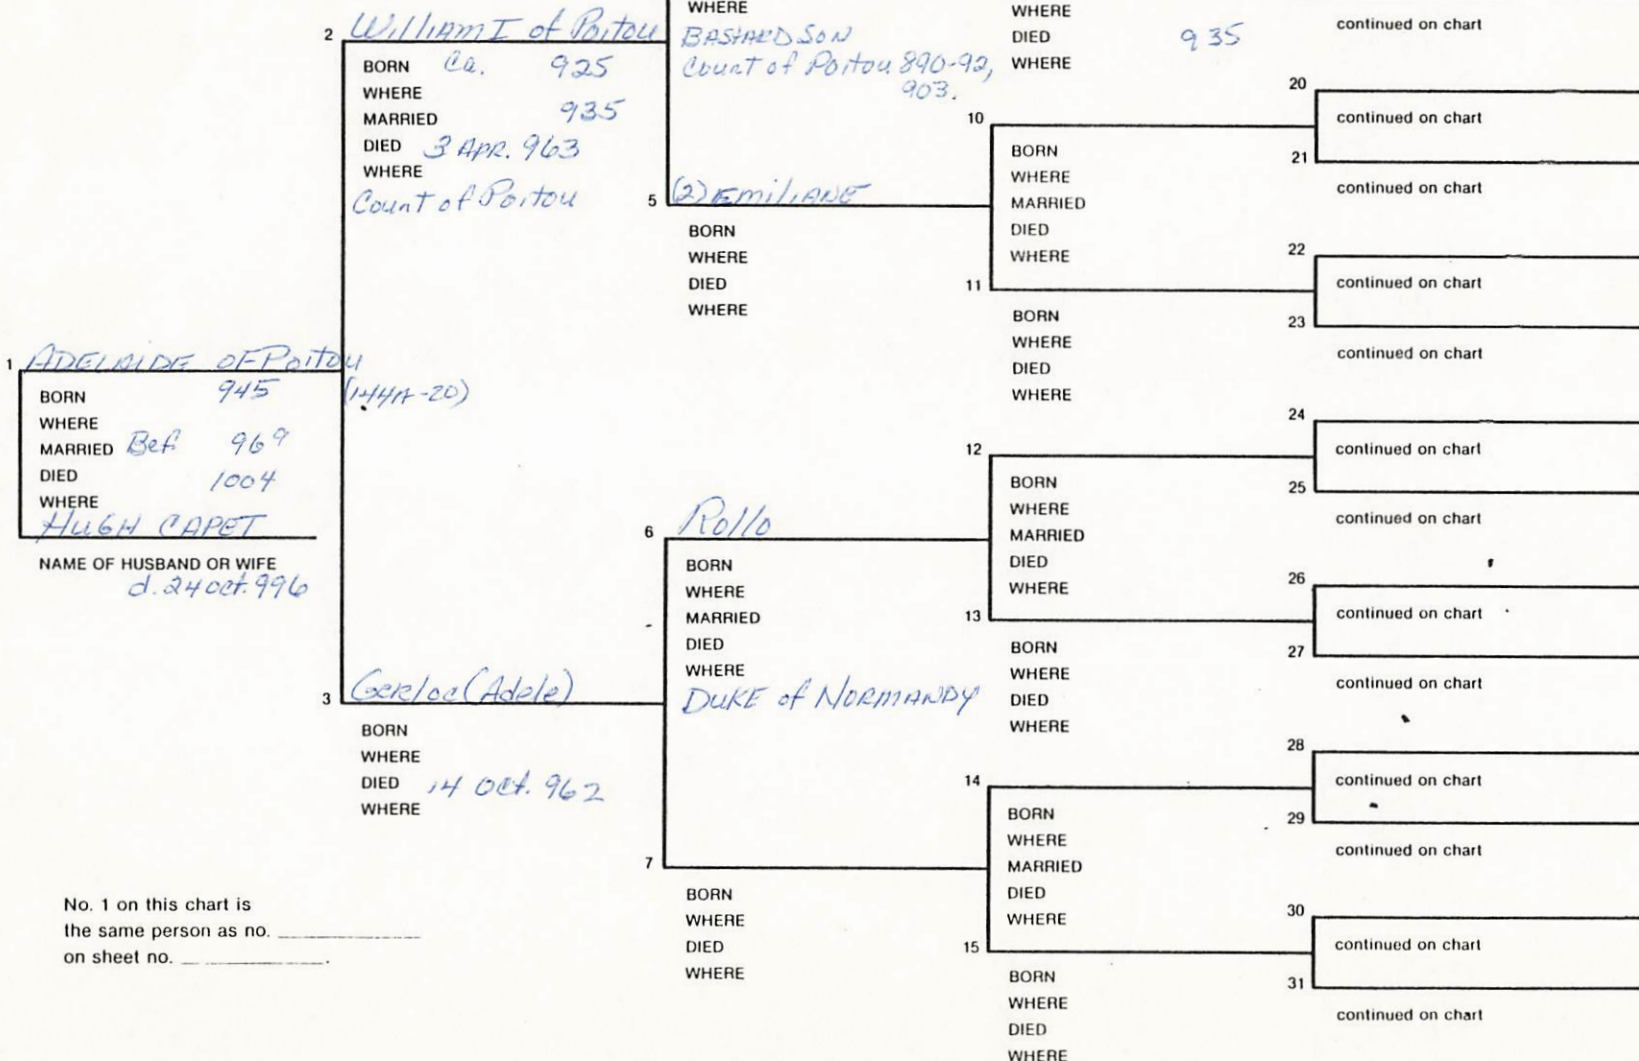 2 William I of Poitou
BORN Ca. 925
WHERE
MARRIED 935
DIED 3 APR. 963
WHERE
Count of Poitou
WHERE
BASTARD SON
Count of Poitou 890-92,
903.
WHERE
DIED 935
WHERE
continued on chart
20
continued on chart
21
continued on chart
10
BORN
WHERE
MARRIED
DIED
WHERE
5 (2) EMILIANE
BORN
WHERE
DIED
WHERE
22
continued on chart
23
continued on chart
11
BORN
WHERE
DIED
WHERE
1 ADELAIDE OF Poitou
BORN 945 (144A-20)
WHERE
MARRIED Bef. 969
DIED 1004
WHERE
HUGH CAPET
NAME OF HUSBAND OR WIFE
d. 24 oct. 996
24
continued on chart
25
continued on chart
12
BORN
WHERE
MARRIED
DIED
WHERE
6 Rollo
BORN
WHERE
MARRIED
DIED
WHERE
DUKE of NORMANDY
26
continued on chart
27
continued on chart
13
BORN
WHERE
DIED
WHERE
3 Gerloc (Adele)
BORN
WHERE
DIED 14 Oct. 962
WHERE
28
continued on chart
29
continued on chart
14
BORN
WHERE
MARRIED
DIED
WHERE
7
BORN
WHERE
DIED
WHERE
30
continued on chart
31
continued on chart
15
BORN
WHERE
DIED
WHERE
No. 1 on this chart is
the same person as no.
on sheet no. .